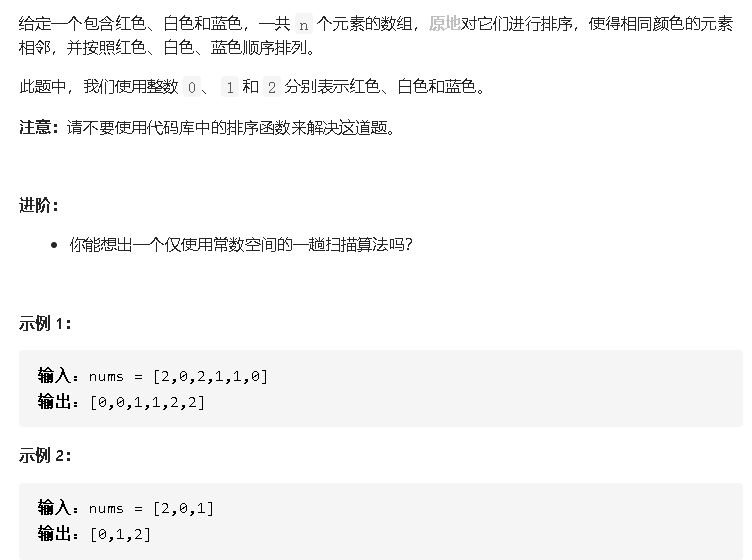 给定一个包含红色、白色和蓝色，一共 n 个元素的数组，原地对它们进行排序，使得相同颜色的元素
相邻，并按照红色、白色、蓝色顺序排列。
此题中，我们使用整数 0、 1 和 2 分别表示红色、白色和蓝色。
注意：请不要使用代码库中的排序函数来解决这道题。
进阶：
• 你能想出一个仅使用常数空间的一趟扫描算法吗？
示例 1：
输入：nums = [2,0,2,1,1,0]
输出：[0,0,1,1,2,2]
示例 2：
输入：nums = [2,0,1]
输出：[0,1,2]